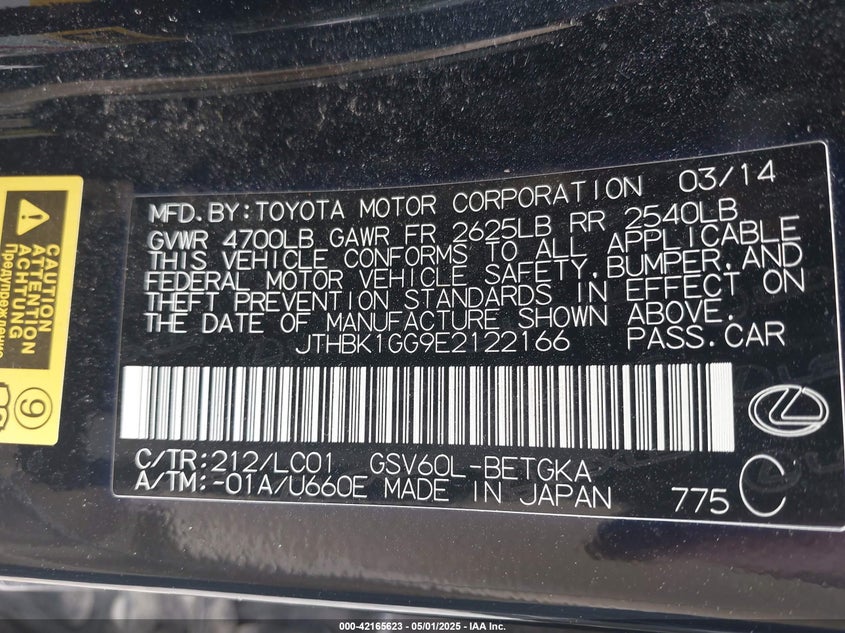 MFD. BY: TOYOTA MOTOR CORPORATION 03/14
GVWR 4700LB GAWR FR 2625LB RR 2540LB
THIS VEHICLE CONFORMS TO ALL APPLICABLE
FEDERAL MOTOR VEHICLE SAFETY, BUMPER, AND
THEFT PREVENTION STANDARDS IN EFFECT ON
THE DATE OF MANUFACTURE SHOWN ABOVE.
JTHBK1GG9E2122166 PASS. CAR
C/TR: 212/LC01 GSV60L-BETGKA
A/TM: -01A/U660E MADE IN JAPAN 775 C
CAUTION
ATTENTION
ACHTUNG
Предупреждение
9
000-42165623 - 05/01/2025 - IAA Inc.